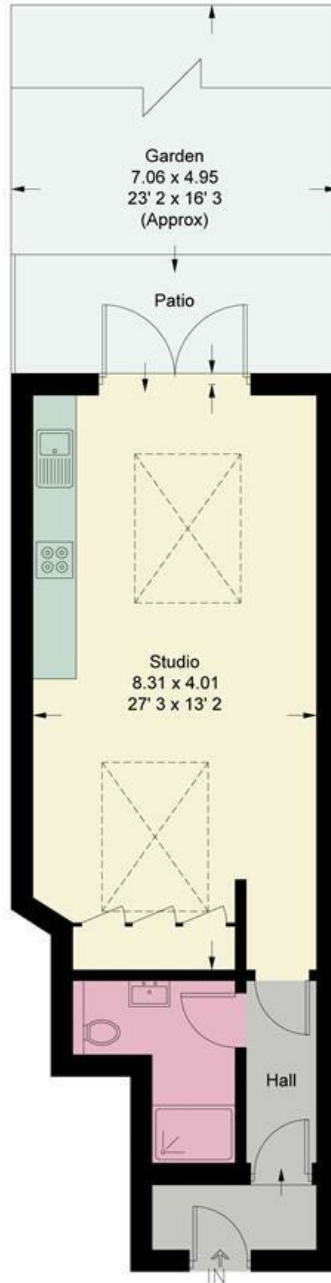 Garden
7.06 x 4.95
23' 2 x 16' 3
(Approx)
Patio
Studio
8.31 x 4.01
27' 3 x 13' 2
Hall
IN